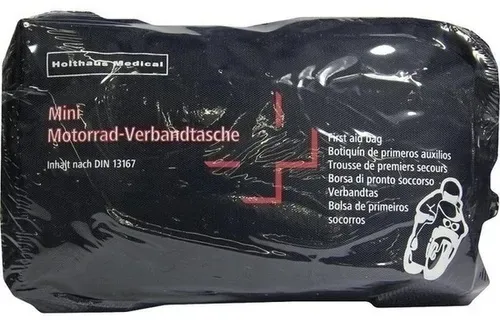 Holthaus Medical
Mini
Motorrad-Verbandtasche
Inhalt nach DIN 13167
First aid bag
Botiquín de primeros auxilios
Trousse de premiers secours
Borsa di pronto soccorso
Verbandtas
Bolsa de primeiros
socorros